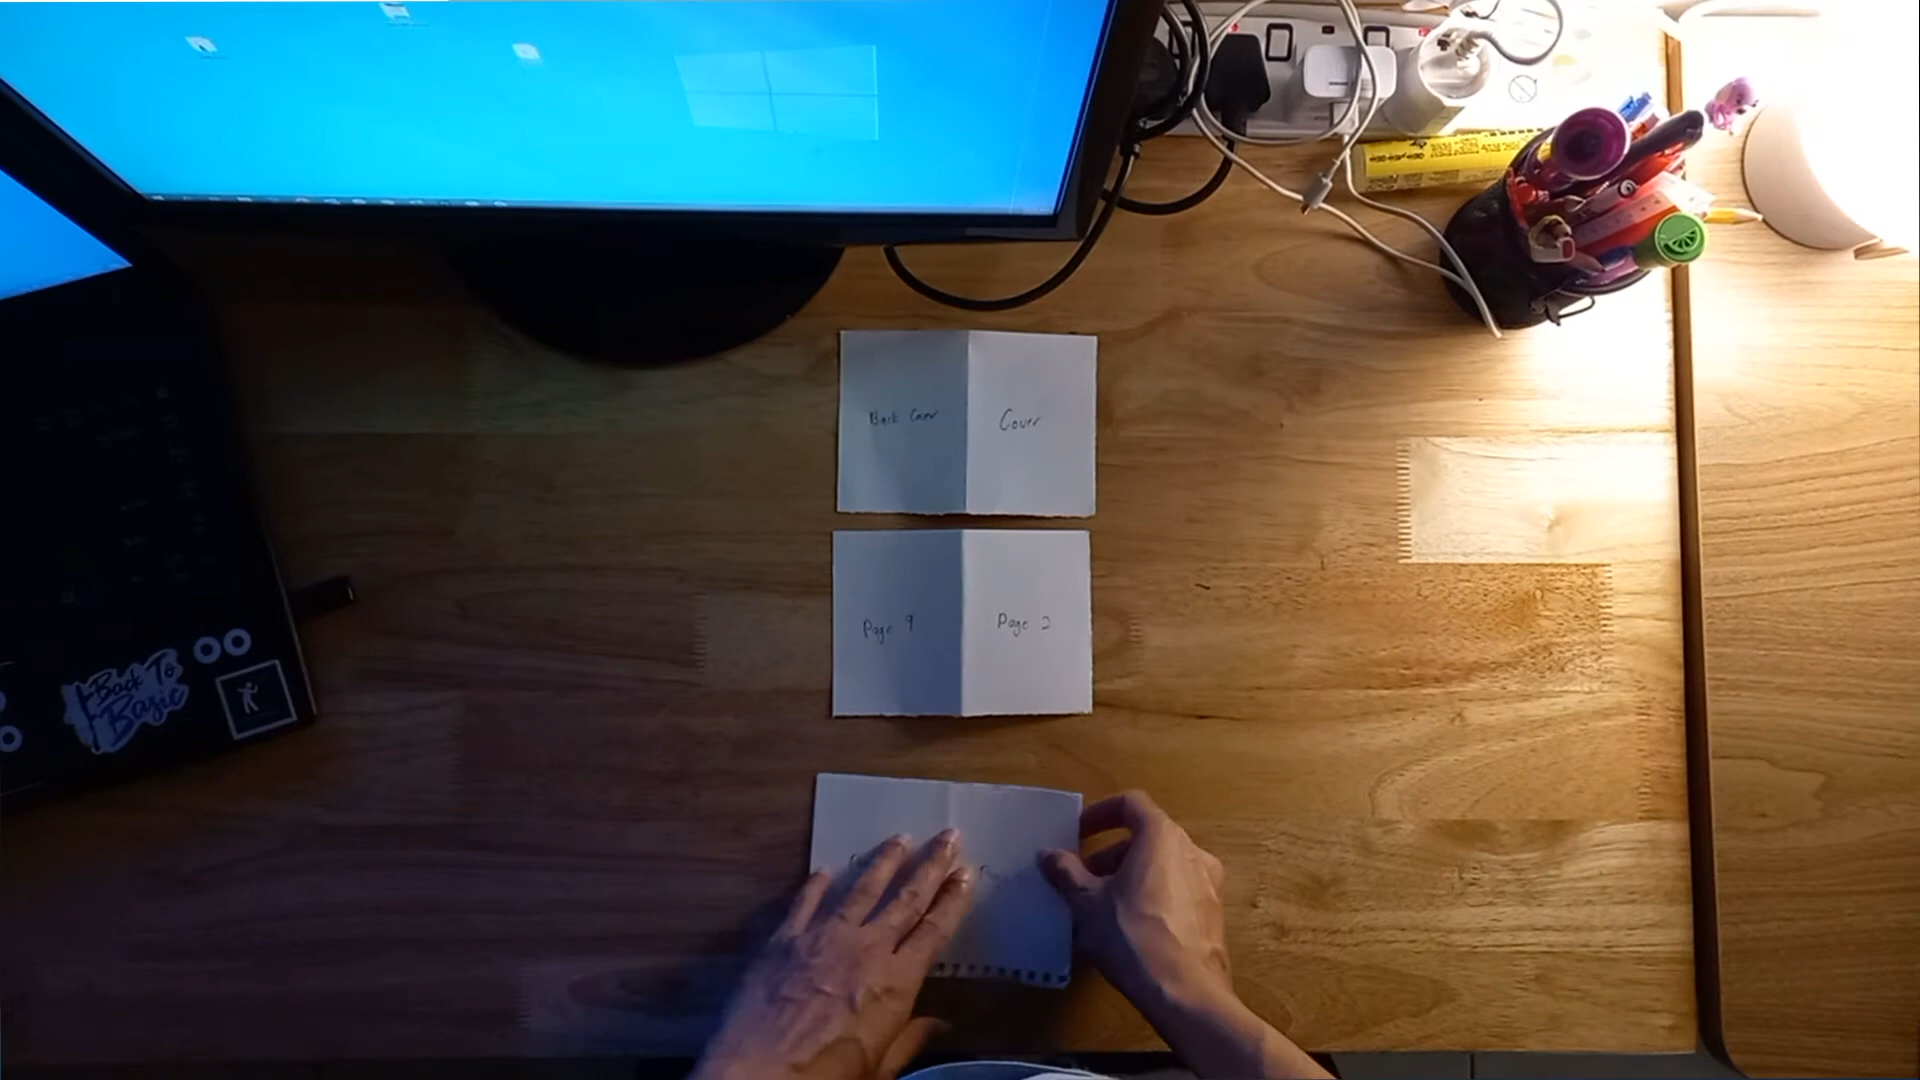 Back Cover
Cover
Page 9
Page 2
Back To
Basic